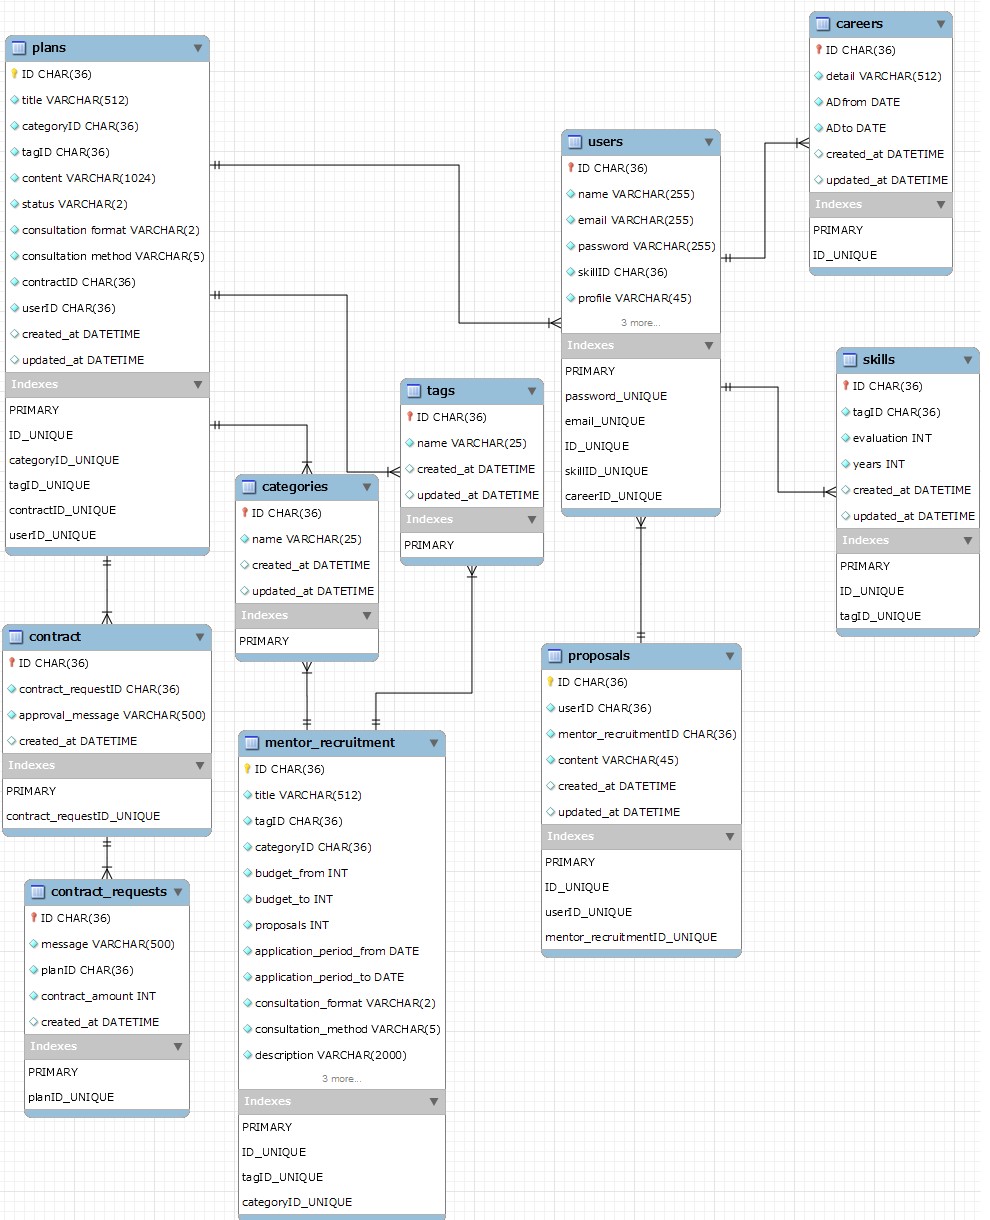 plans
ID CHAR(36)
title VARCHAR(512)
categoryID CHAR(36)
tagID CHAR(36)
content VARCHAR(1024)
status VARCHAR(2)
consultation format VARCHAR(2)
consultation method VARCHAR(5)
contractID CHAR(36)
userID CHAR(36)
created_at DATETIME
updated_at DATETIME
Indexes
PRIMARY
ID_UNIQUE
categoryID_UNIQUE
tagID_UNIQUE
contractID_UNIQUE
userID_UNIQUE
careers
ID CHAR(36)
detail VARCHAR(512)
ADfrom DATE
ADto DATE
created_at DATETIME
updated_at DATETIME
Indexes
PRIMARY
ID_UNIQUE
users
ID CHAR(36)
name VARCHAR(255)
email VARCHAR(255)
password VARCHAR(255)
skillID CHAR(36)
profile VARCHAR(45)
3 more...
Indexes
PRIMARY
password_UNIQUE
email_UNIQUE
ID_UNIQUE
skillID_UNIQUE
careerID_UNIQUE
skills
ID CHAR(36)
tagID CHAR(36)
evaluation INT
years INT
created_at DATETIME
updated_at DATETIME
Indexes
PRIMARY
ID_UNIQUE
tagID_UNIQUE
tags
ID CHAR(36)
name VARCHAR(25)
created_at DATETIME
updated_at DATETIME
Indexes
PRIMARY
categories
ID CHAR(36)
name VARCHAR(25)
created_at DATETIME
updated_at DATETIME
Indexes
PRIMARY
contract
ID CHAR(36)
contract_requestID CHAR(36)
approval_message VARCHAR(500)
created_at DATETIME
Indexes
PRIMARY
contract_requestID_UNIQUE
proposals
ID CHAR(36)
userID CHAR(36)
mentor_recruitmentID CHAR(36)
content VARCHAR(45)
created_at DATETIME
updated_at DATETIME
Indexes
PRIMARY
ID_UNIQUE
userID_UNIQUE
mentor_recruitmentID_UNIQUE
mentor_recruitment
ID CHAR(36)
title VARCHAR(512)
tagID CHAR(36)
categoryID CHAR(36)
budget_from INT
budget_to INT
proposals INT
application_period_from DATE
application_period_to DATE
consultation_format VARCHAR(2)
consultation_method VARCHAR(5)
description VARCHAR(2000)
3 more...
Indexes
PRIMARY
ID_UNIQUE
tagID_UNIQUE
categoryID_UNIQUE
contract_requests
ID CHAR(36)
message VARCHAR(500)
planID CHAR(36)
contract_amount INT
created_at DATETIME
Indexes
PRIMARY
planID_UNIQUE